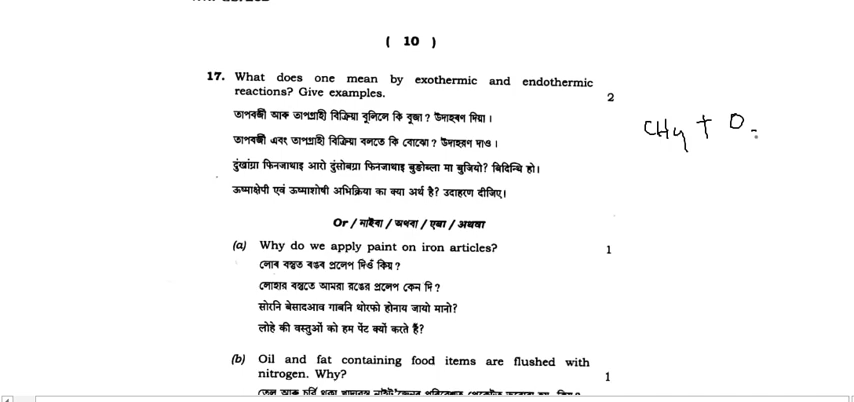 ( 10 )
17. What does one mean by exothermic and endothermic
reactions? Give examples.
2
তাপবর্জী আৰু তাপগ্ৰাহী বিক্ৰিয়া বুলিলে কি বুজা ? উদাহৰণ দিয়া ।
তাপবর্জী এবং তাপগ্রাহী বিক্রিয়া বলতে কি বোঝো ? উদাহরণ দাও ।
दुंखांग्रा फिनजाथाइ आरो दुंसोबग्रा फिनजाथाइ बुङोब्ला मा बुजियो? बिदिन्थि हो।
ऊष्माक्षेपी एवं ऊष्माशोषी अभिक्रिया का क्या अर्थ है? उदाहरण दीजिए।
CH4 + O2
Or / नाइबा / অথবা / एबा / अथवा
(a) Why do we apply paint on iron articles?
1
লোৰ বস্তুত ৰঙৰ প্ৰলেপ দিওঁ কিয় ?
লোহার বস্তুতে আমরা রঙের প্রলেপ কেন দি ?
सोरनि बेसादआव गाबनि थोरफो होनाय जायो मानो?
लोहे की वस्तुओं को हम पेंट क्यों करते हैं?
(b) Oil and fat containing food items are flushed with
nitrogen. Why?
1